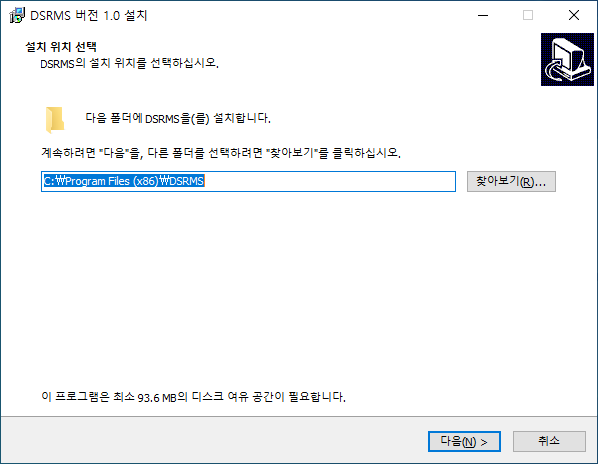 DSRMS 버전 1.0 설치
설치 위치 선택
DSRMS의 설치 위치를 선택하십시오.
다음 폴더에 DSRMS을(를) 설치합니다.
계속하려면 "다음"을, 다른 폴더를 선택하려면 "찾아보기"를 클릭하십시오.
C:₩Program Files (x86)₩DSRMS
찾아보기(R)...
이 프로그램은 최소 93.6 MB의 디스크 여유 공간이 필요합니다.
다음(N) >
취소